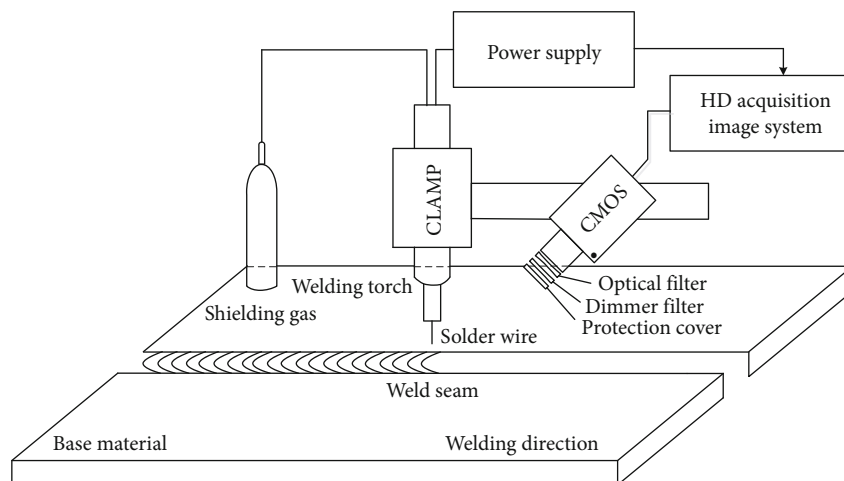 Power supply
HD acquisition
image system
CLAMP
CMOS
Welding torch
Shielding gas
Optical filter
Dimmer filter
Protection cover
Solder wire
Weld seam
Base material
Welding direction